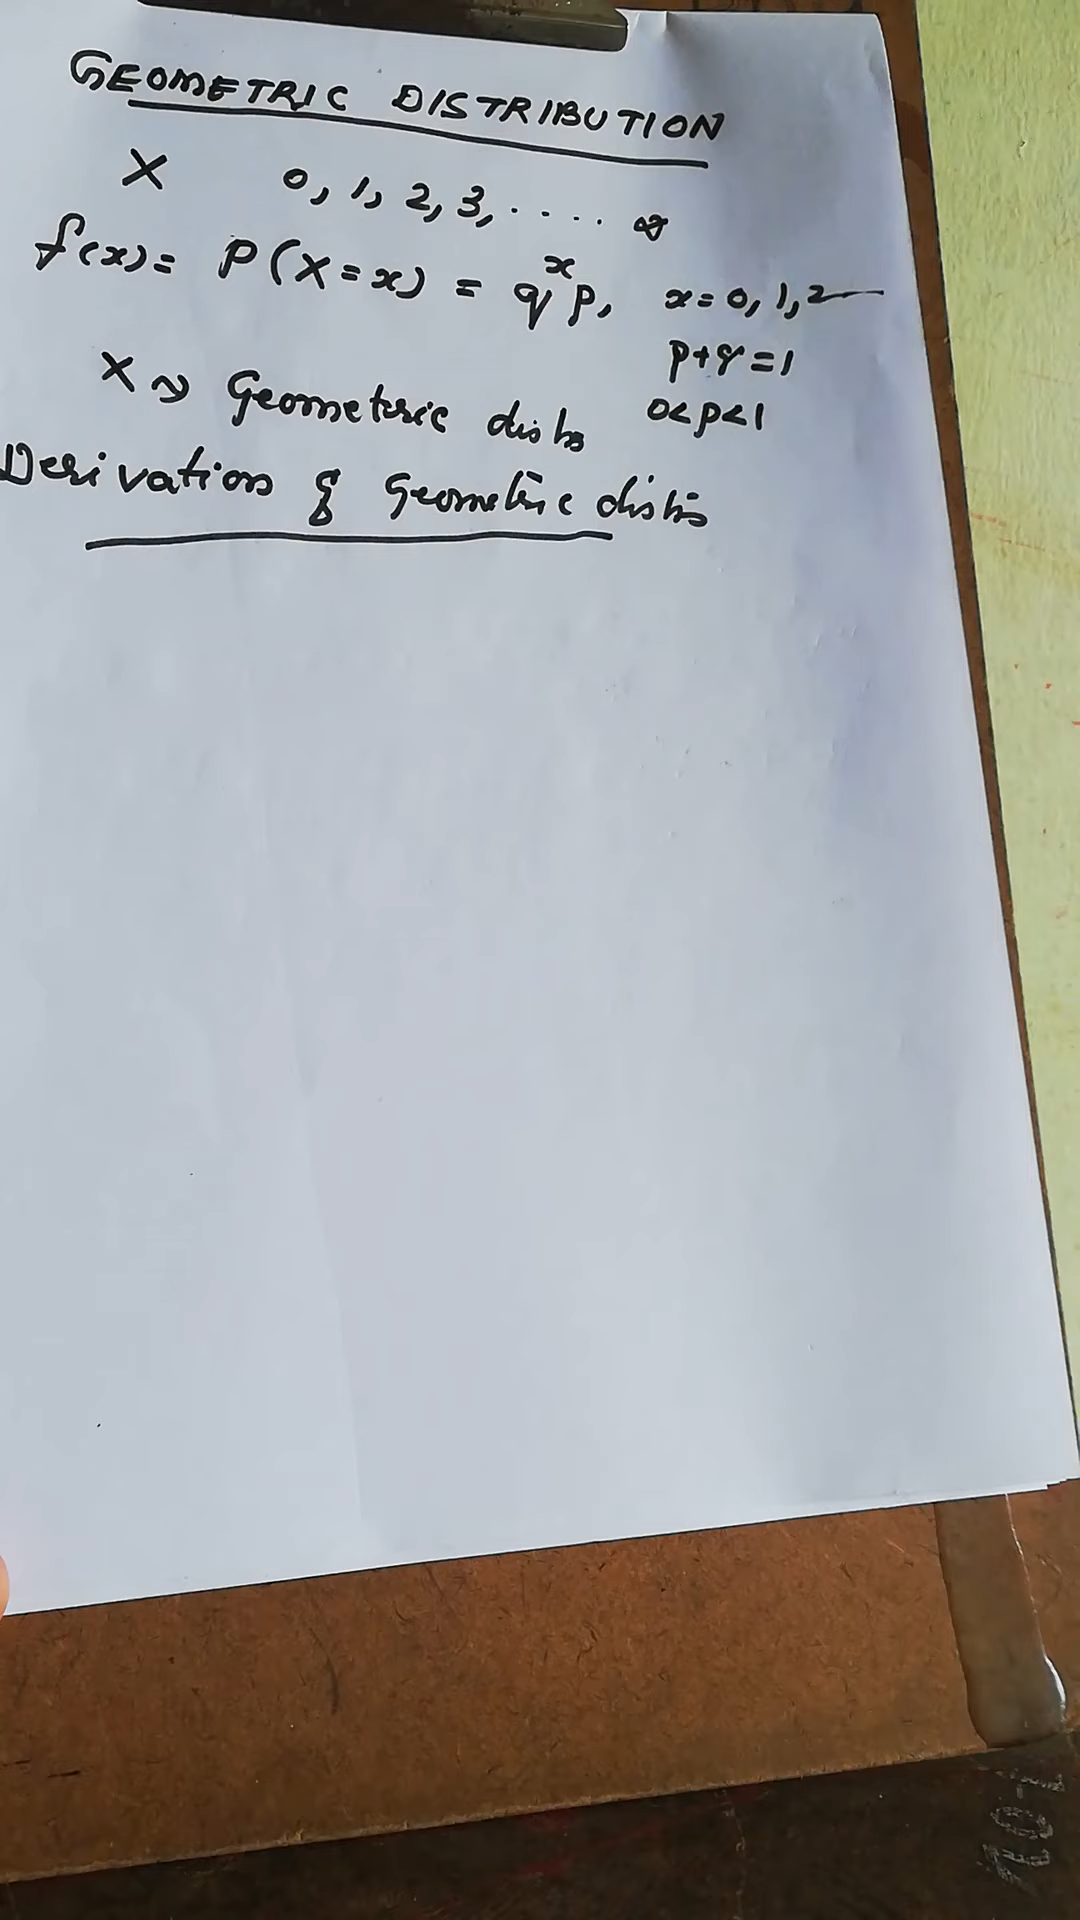 GEOMETRIC DISTRIBUTION
X 0, 1, 2, 3, ..... ∞
f(x) = P(X=x) = q^x p, x = 0, 1, 2—
p+q=1
X ~ Geometric distn 0<p<1
Derivation of Geometric distn